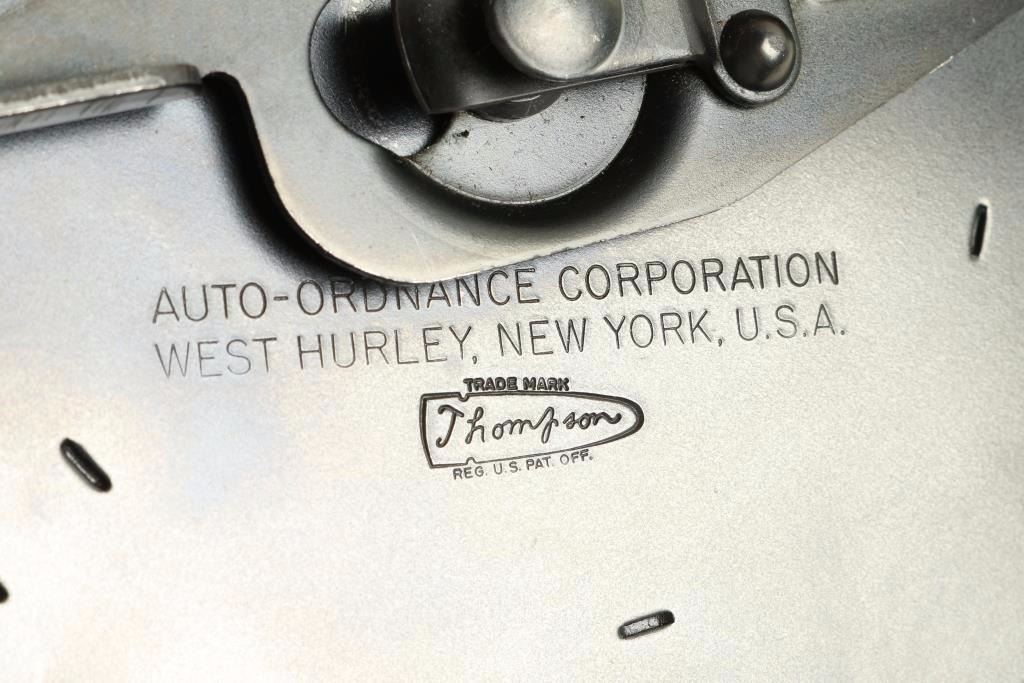 AUTO-ORDNANCE CORPORATION
WEST HURLEY, NEW YORK, U.S.A.
TRADE MARK
Thompson
REG. U.S. PAT. OFF.